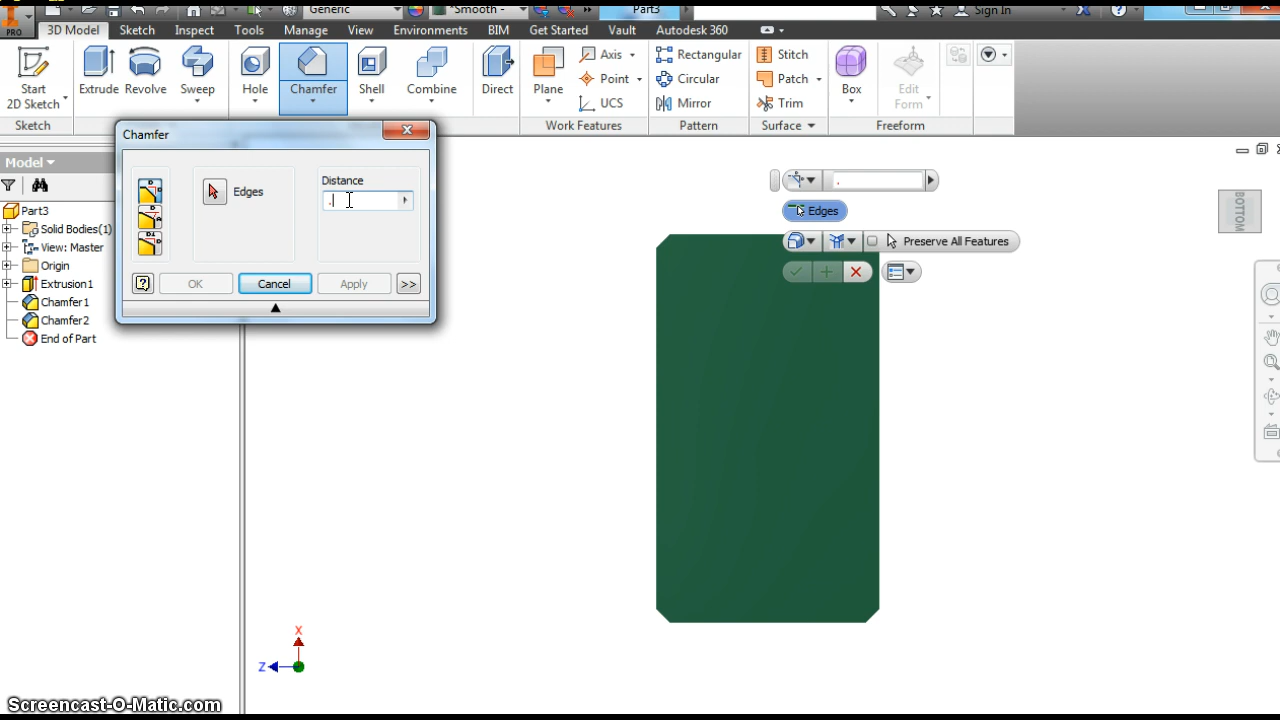 Generic
"Smooth -
Part3
Sign In
PRO
3D Model Sketch Inspect Tools Manage View Environments BIM Get Started Vault Autodesk 360
Start
2D Sketch
Extrude
Revolve
Sweep
Hole
Chamfer
Shell
Combine
Direct
Plane
Axis
Point
UCS
Rectangular
Circular
Mirror
Stitch
Patch
Trim
Box
Edit
Form
Sketch
Work Features
Pattern
Surface
Freeform
Chamfer
Edges
Distance
.
OK
Cancel
Apply
>>
Model
Part3
Solid Bodies(1)
View: Master
Origin
Extrusion1
Chamfer1
Chamfer2
End of Part
.
Edges
Preserve All Features
BOTTOM
X
Z
Screencast-O-Matic.com